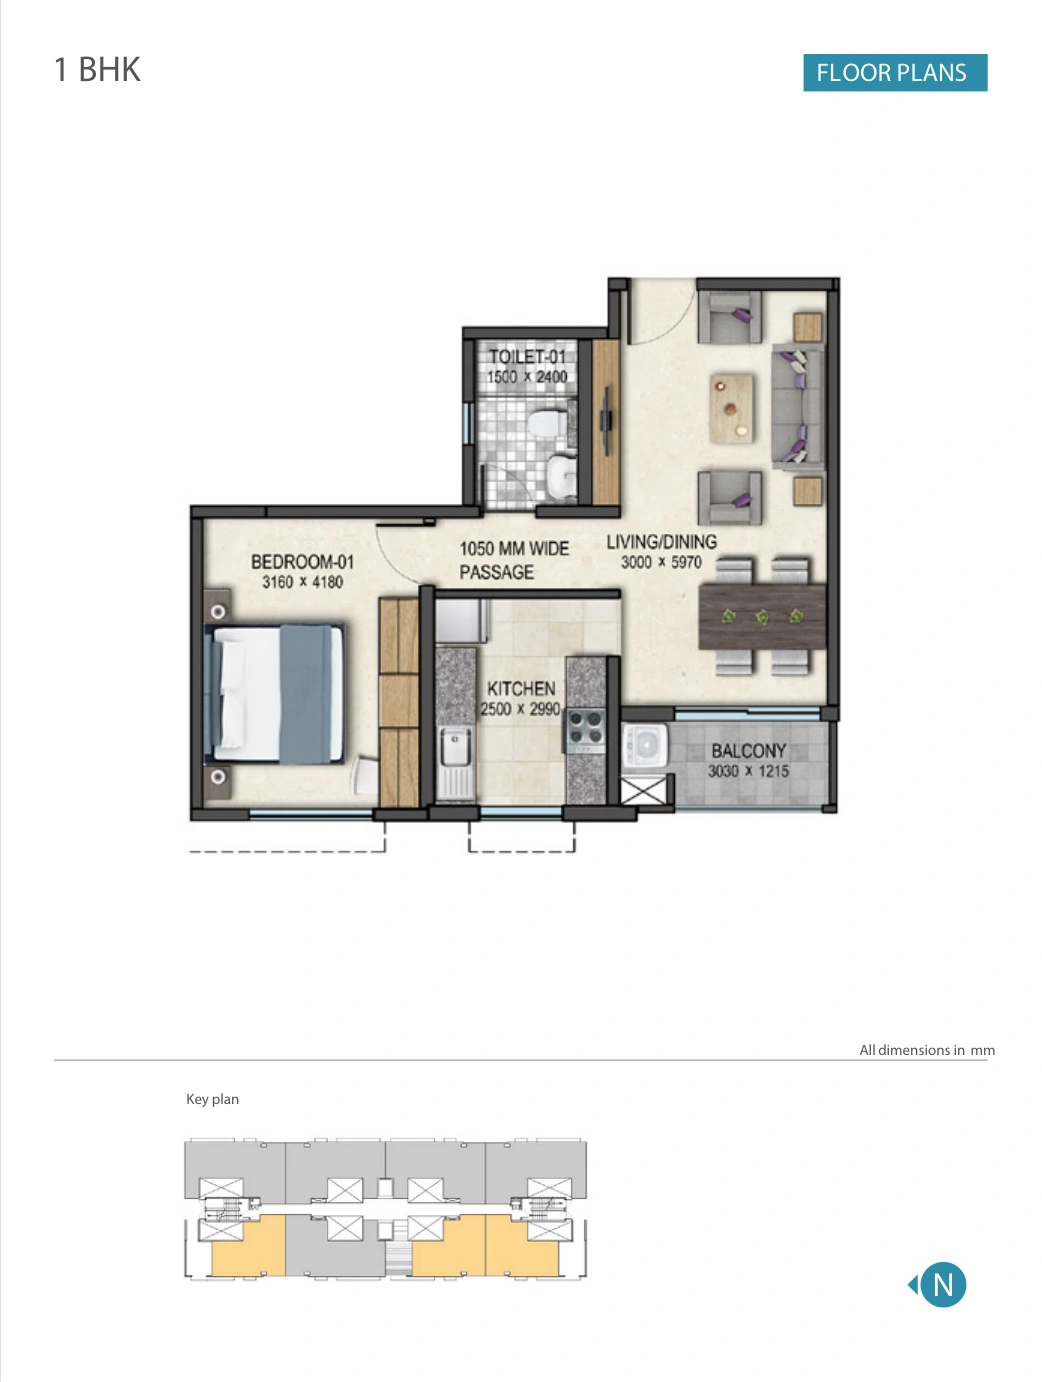 1 BHK
FLOOR PLANS
TOILET-01
1500 x 2400
1050 MM WIDE
PASSAGE
LIVING/DINING
3000 x 5970
BEDROOM-01
3160 x 4180
KITCHEN
2500 x 2990
BALCONY
3030 x 1215
All dimensions in mm
Key plan
N